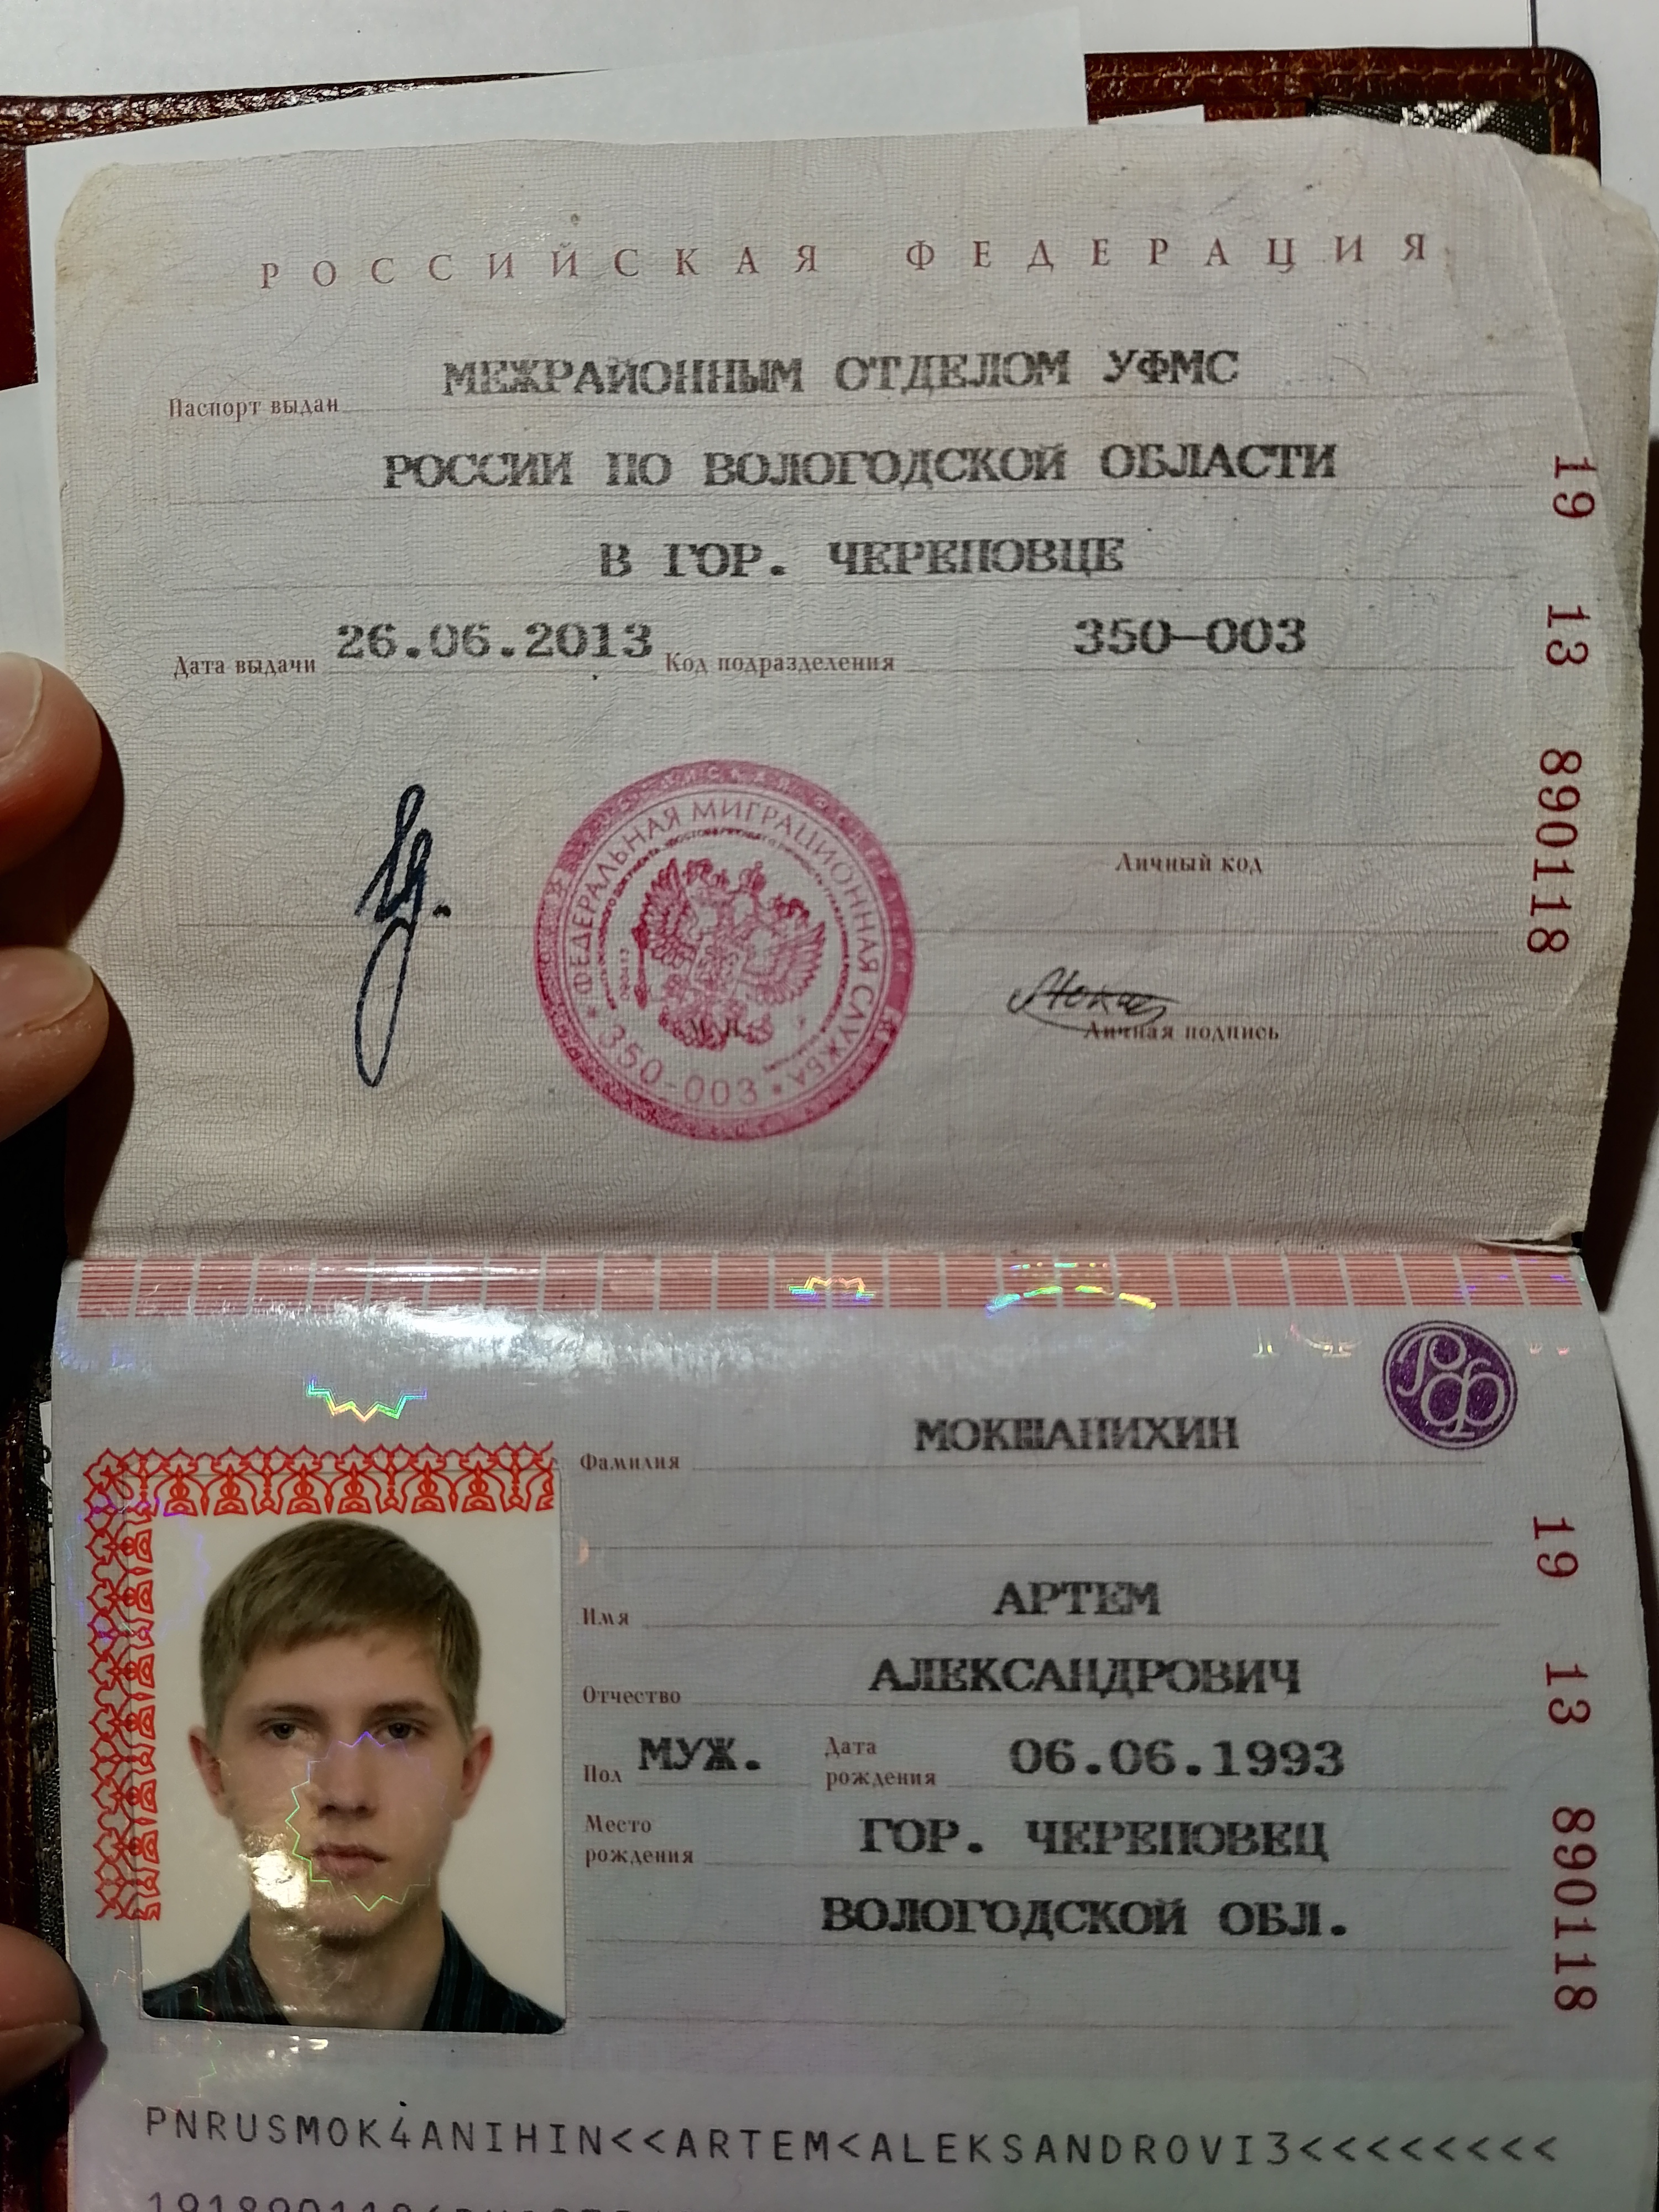 РОССИЙСКАЯ ФЕДЕРАЦИЯ
Паспорт выдан МЕЖРАЙОННЫМ ОТДЕЛОМ УФМС
РОССИИ ПО ВОЛОГОДСКОЙ ОБЛАСТИ
В ГОР. ЧЕРЕПОВЦЕ
Дата выдачи 26.06.2013 Код подразделения 350-003
19 13 890118
ФЕДЕРАЛЬНАЯ МИГРАЦИОННАЯ СЛУЖБА
350-003
М.П.
Личный код
Личная подпись
РФ
Фамилия МОКШАНИХИН
Имя АРТЕМ
Отчество АЛЕКСАНДРОВИЧ
Пол МУЖ. Дата рождения 06.06.1993
Место рождения ГОР. ЧЕРЕПОВЕЦ
ВОЛОГОДСКОЙ ОБЛ.
19 13 890118
PNRUSMOK4ANIHIN<<ARTEM<ALEKSANDROVI3<<<<<<<<